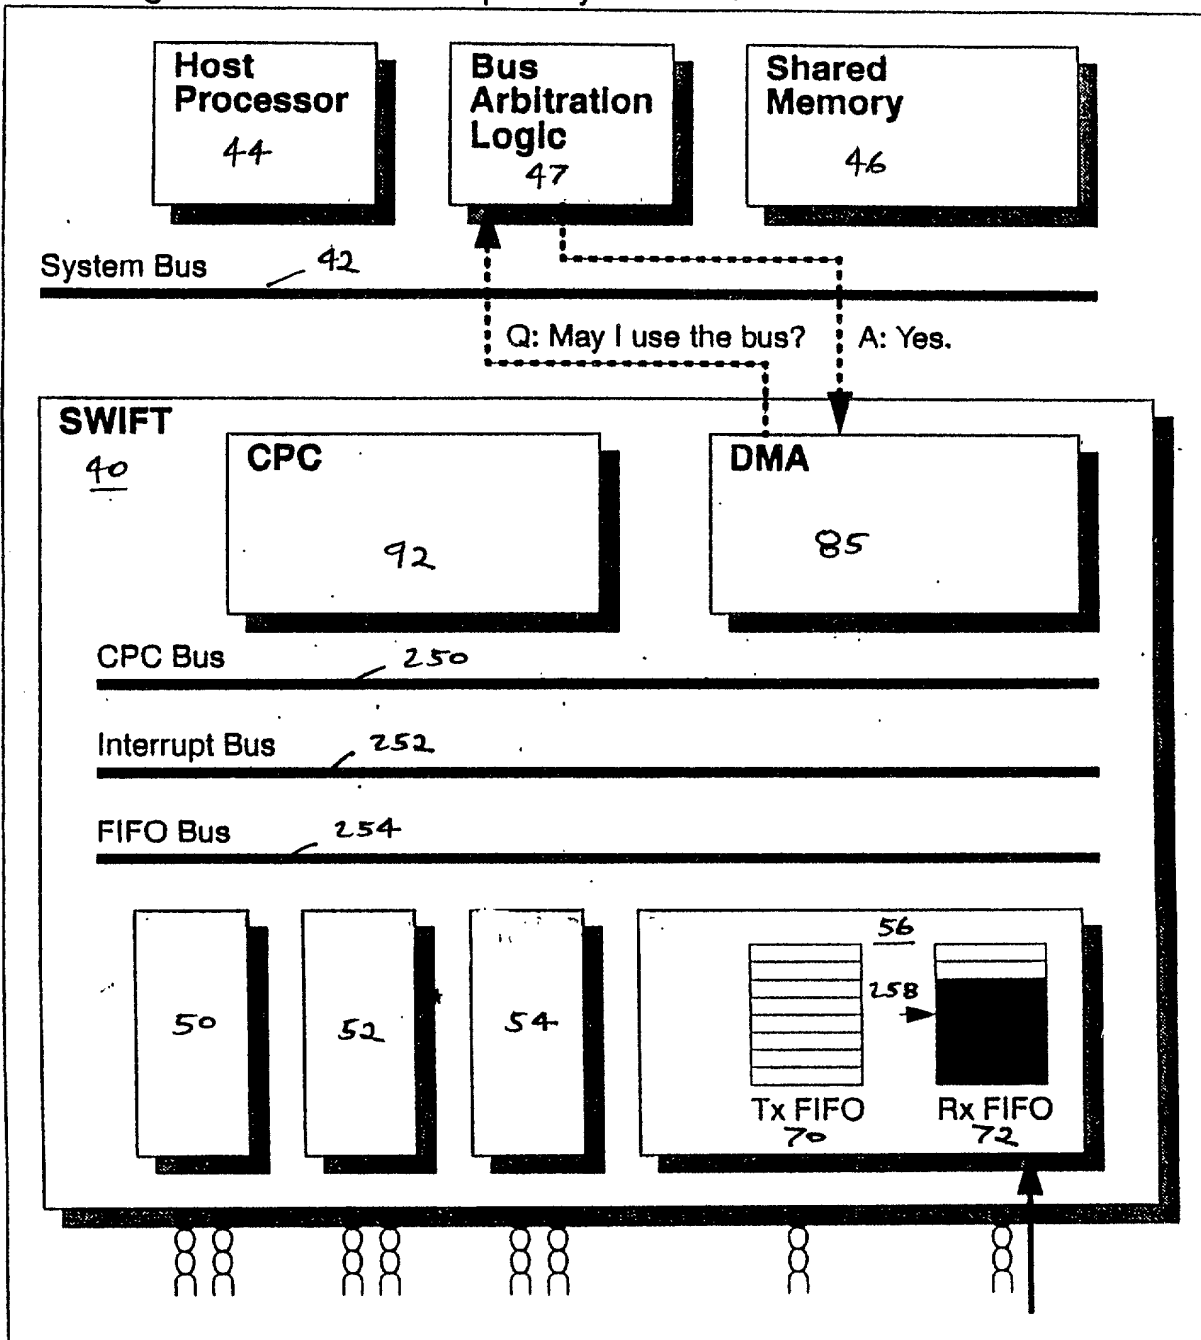 Host
Processor
44
Bus
Arbitration
Logic
47
Shared
Memory
46
System Bus 42
Q: May I use the bus?
A: Yes.
SWIFT
40
CPC
92
DMA
85
CPC Bus 250
Interrupt Bus 252
FIFO Bus 254
50
52
54
56
258
Tx FIFO
70
Rx FIFO
72